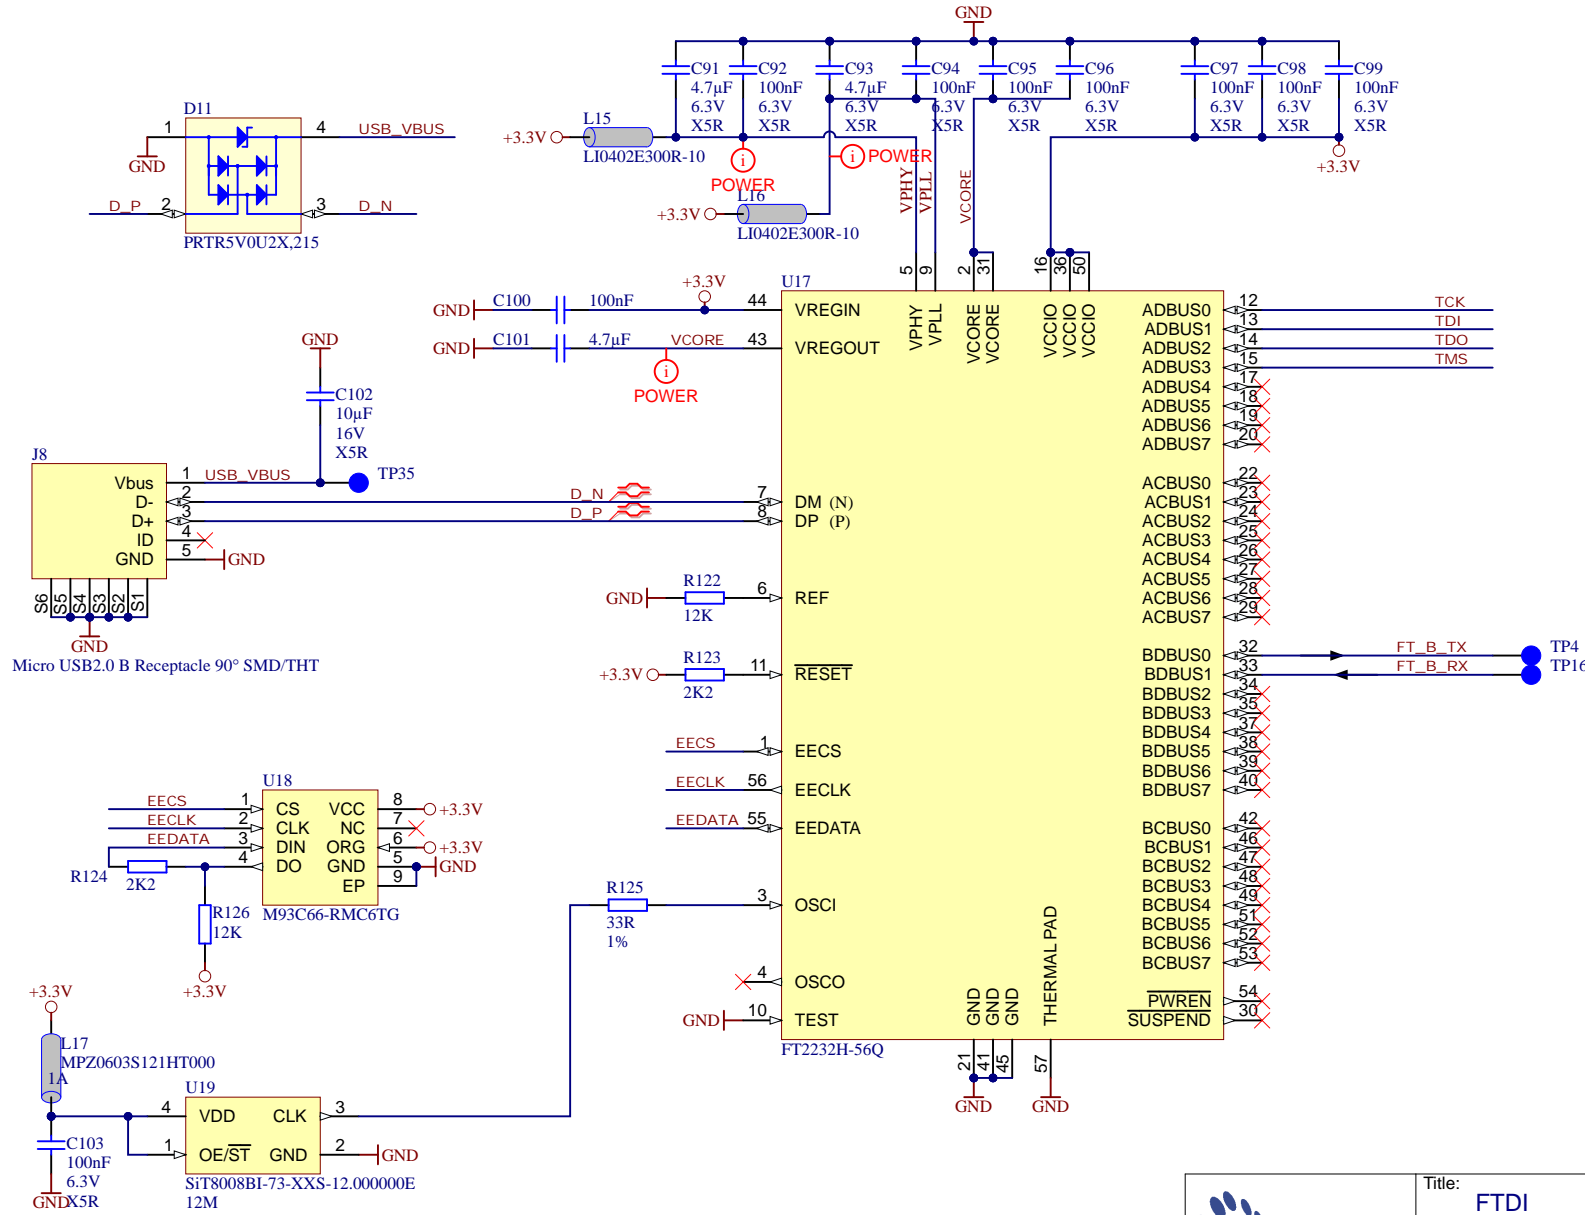 GND
C91
4.7µF
6.3V
X5R
C92
100nF
6.3V
X5R
C93
4.7µF
6.3V
X5R
C94
100nF
6.3V
X5R
C95
100nF
6.3V
X5R
C96
100nF
6.3V
X5R
C97
100nF
6.3V
X5R
C98
100nF
6.3V
X5R
C99
100nF
6.3V
X5R
+3.3V
D11
1
4
USB_VBUS
GND
D_P
2
3
D_N
PRTR5V0U2X,215
L15
+3.3V
LI0402E300R-10
i
POWER
i
POWER
L16
+3.3V
LI0402E300R-10
VPHY
VPLL
VCORE
5
9
2
31
16
36
50
U17
+3.3V
GND
C100
100nF
44
VREGIN
GND
C101
4.7µF
VCORE
43
VREGOUT
i
POWER
VPHY
VPLL
VCORE
VCORE
VCCIO
VCCIO
VCCIO
ADBUS0
12
TCK
ADBUS1
13
TDI
ADBUS2
14
TDO
ADBUS3
15
TMS
ADBUS4
17
ADBUS5
18
ADBUS6
19
ADBUS7
20
ACBUS0
22
ACBUS1
23
ACBUS2
24
ACBUS3
25
ACBUS4
26
ACBUS5
27
ACBUS6
28
ACBUS7
29
BDBUS0
32
FT_B_TX
TP4
BDBUS1
33
FT_B_RX
TP16
BDBUS2
34
BDBUS3
35
BDBUS4
37
BDBUS5
38
BDBUS6
39
BDBUS7
40
BCBUS0
42
BCBUS1
46
BCBUS2
47
BCBUS3
48
BCBUS4
49
BCBUS5
51
BCBUS6
52
BCBUS7
53
PWREN
54
SUSPEND
30
GND
C102
10µF
16V
X5R
J8
Vbus
1
USB_VBUS
TP35
D-
2
D_N
7
DM (N)
D+
3
D_P
8
DP (P)
ID
4
GND
5
GND
S6
S5
S4
S3
S2
S1
GND
Micro USB2.0 B Receptacle 90° SMD/THT
GND
R122
12K
6
REF
+3.3V
R123
2K2
11
RESET
EECS
1
EECS
EECLK
56
EECLK
EEDATA
55
EEDATA
U18
EECS
1
CS
VCC
8
+3.3V
EECLK
2
CLK
NC
7
EEDATA
3
DIN
ORG
6
+3.3V
R124
2K2
4
DO
GND
5
GND
EP
9
M93C66-RMC6TG
R126
12K
+3.3V
R125
33R
1%
3
OSCI
4
OSCO
GND
10
TEST
GND
GND
GND
THERMAL PAD
FT2232H-56Q
21
41
45
57
GND
GND
+3.3V
L17
MPZ0603S121HT000
1A
U19
4
VDD
CLK
3
1
OE/ST
GND
2
GND
SiT8008BI-73-XXS-12.000000E
12M
C103
100nF
6.3V
X5R
GND
Title:
FTDI